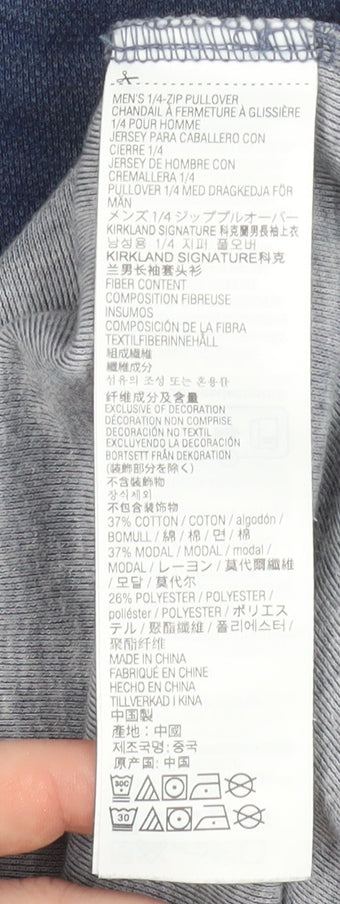 MEN'S 1/4-ZIP PULLOVER
CHANDAIL À FERMETURE À GLISSIÈRE
1/4 POUR HOMME
JERSEY PARA CABALLERO CON
CIERRE 1/4
JERSEY DE HOMBRE CON
CREMALLERA 1/4
PULLOVER 1/4 MED DRAGKEDJA FÖR
MÄN
メンズ 1/4 ジッププルオーバー
KIRKLAND SIGNATURE 科克蘭男長袖上衣
남성용 1/4 지퍼 풀오버
KIRKLAND SIGNATURE科克
兰男长袖套头衫
FIBER CONTENT
COMPOSITION FIBREUSE
INSUMOS
COMPOSICIÓN DE LA FIBRA
TEXTILFIBERINNEHÅLL
組成繊維
纖維成分
섬유의 조성 또는 혼용률
纤维成分及含量
EXCLUSIVE OF DECORATION
DÉCORATION NON COMPRISE
DECORACIÓN NO TEXTIL
EXCLUYENDO LA DECORACIÓN
BORTSETT FRÅN DEKORATION
(装飾部分を除く)
不含裝飾物
장식제외
不包含装饰物
37% COTTON / COTON / algodón /
BOMULL / 綿 / 棉 / 면 / 棉
37% MODAL / MODAL / modal /
MODAL / レーヨン / 莫代爾纖維
/ 모달 / 莫代尔
26% POLYESTER / POLYESTER /
poliéster / POLYESTER / ポリエス
テル / 聚酯纖維 / 폴리에스터 /
聚酯纤维
MADE IN CHINA
FABRIQUÉ EN CHINE
HECHO EN CHINA
TILLVERKAD I KINA
中国製
產地：中國
제조국명: 중국
原产国: 中国
30C
30